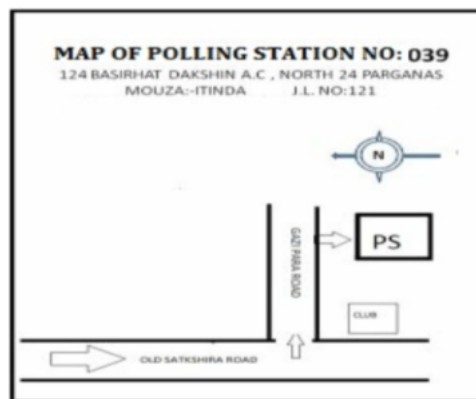 MAP OF POLLING STATION NO: 039
124 BASIRHAT DAKSHIN A.C , NORTH 24 PARGANAS
MOUZA:-ITINDA J.L. NO:121
N
GAZI PARA ROAD
PS
CLUB
OLD SATKSHIRA ROAD